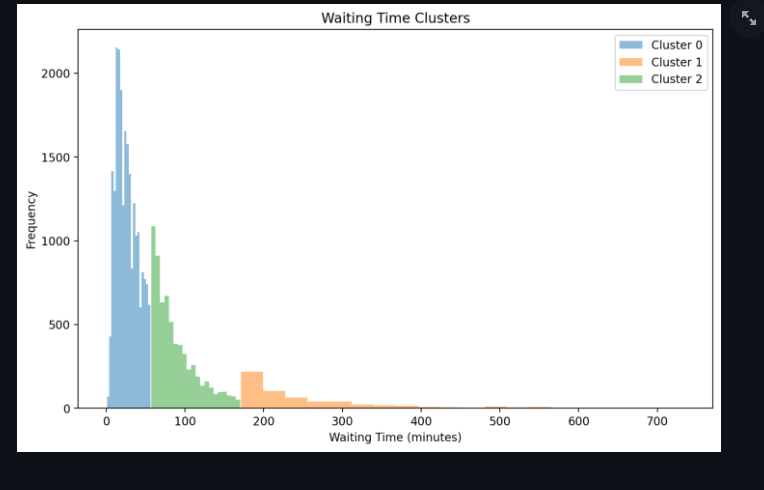 Waiting Time Clusters
Cluster 0
Cluster 1
Cluster 2
Frequency
2000
1500
1000
500
0
0 100 200 300 400 500 600 700
Waiting Time (minutes)